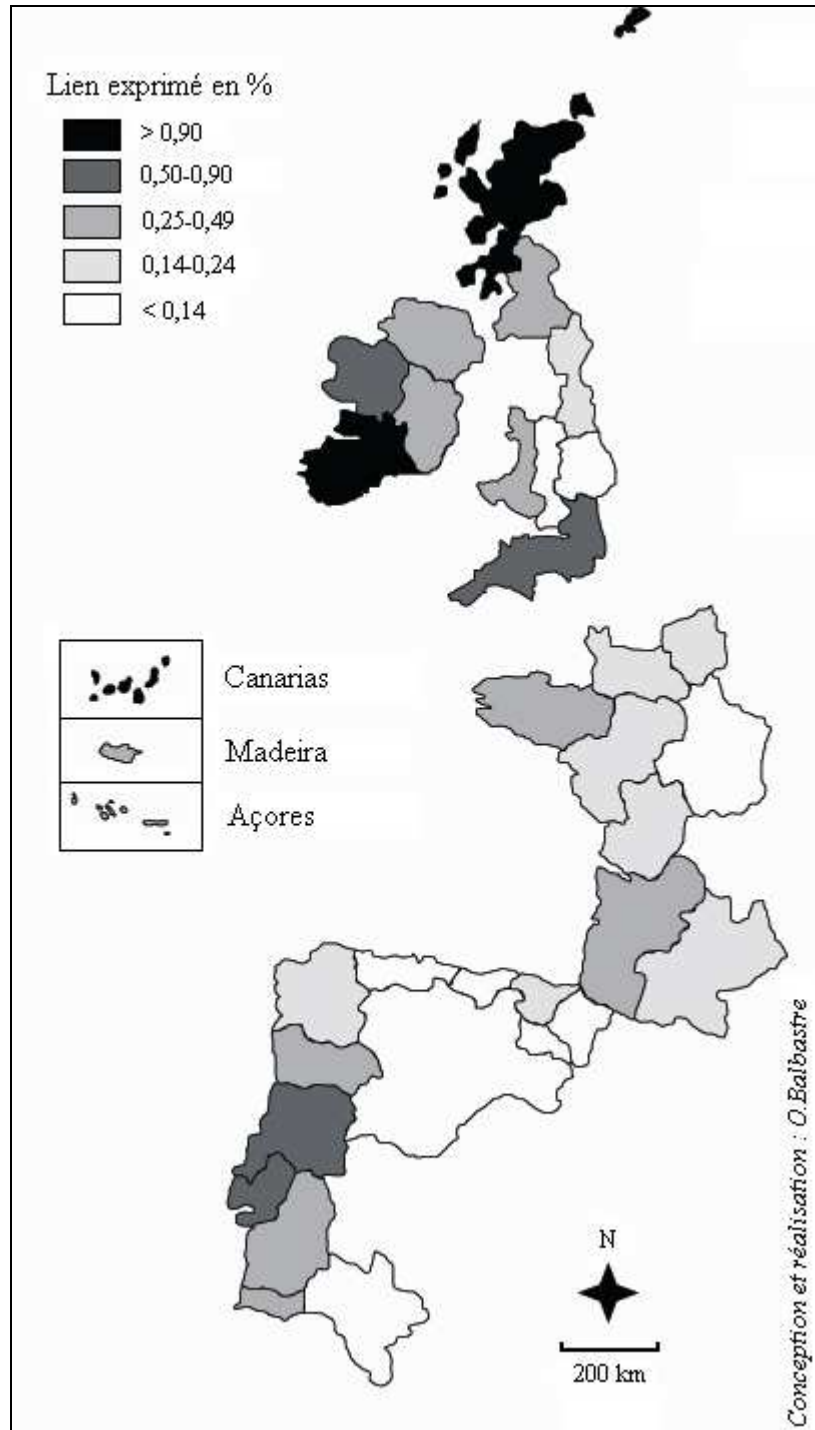 Lien exprimé en %
> 0,90
0,50-0,90
0,25-0,49
0,14-0,24
< 0,14
Canarias
Madeira
Açores
N
200 km
Conception et réalisation : O.Balbastre